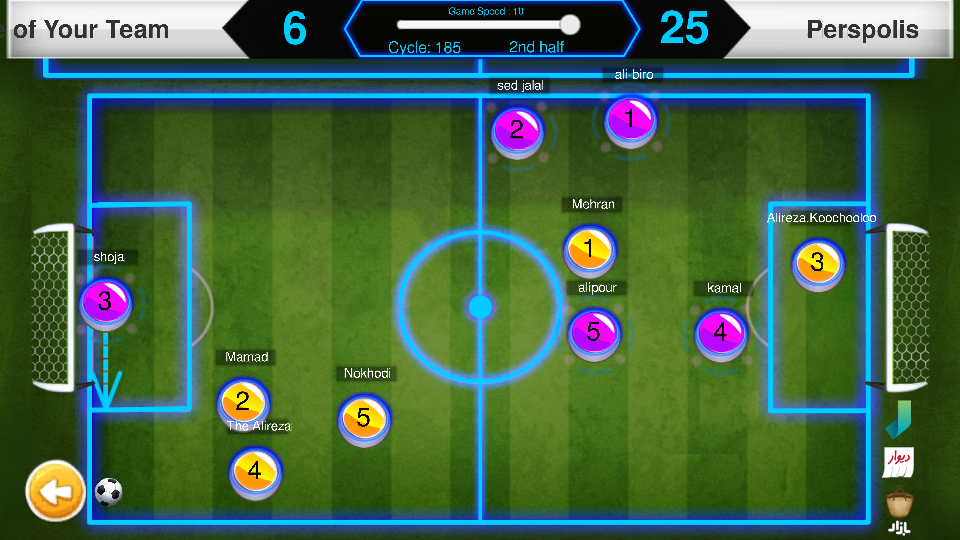 of Your Team
6
Game Speed : 10
Cycle: 185
2nd half
25
Perspolis
sed jalal
2
ali-biro
1
Mehran
1
Alireza.Koochooloo
3
shoja
3
alipour
5
kamal
4
Mamad
2
Nokhodi
5
The Alireza
4
دیوار
بازار